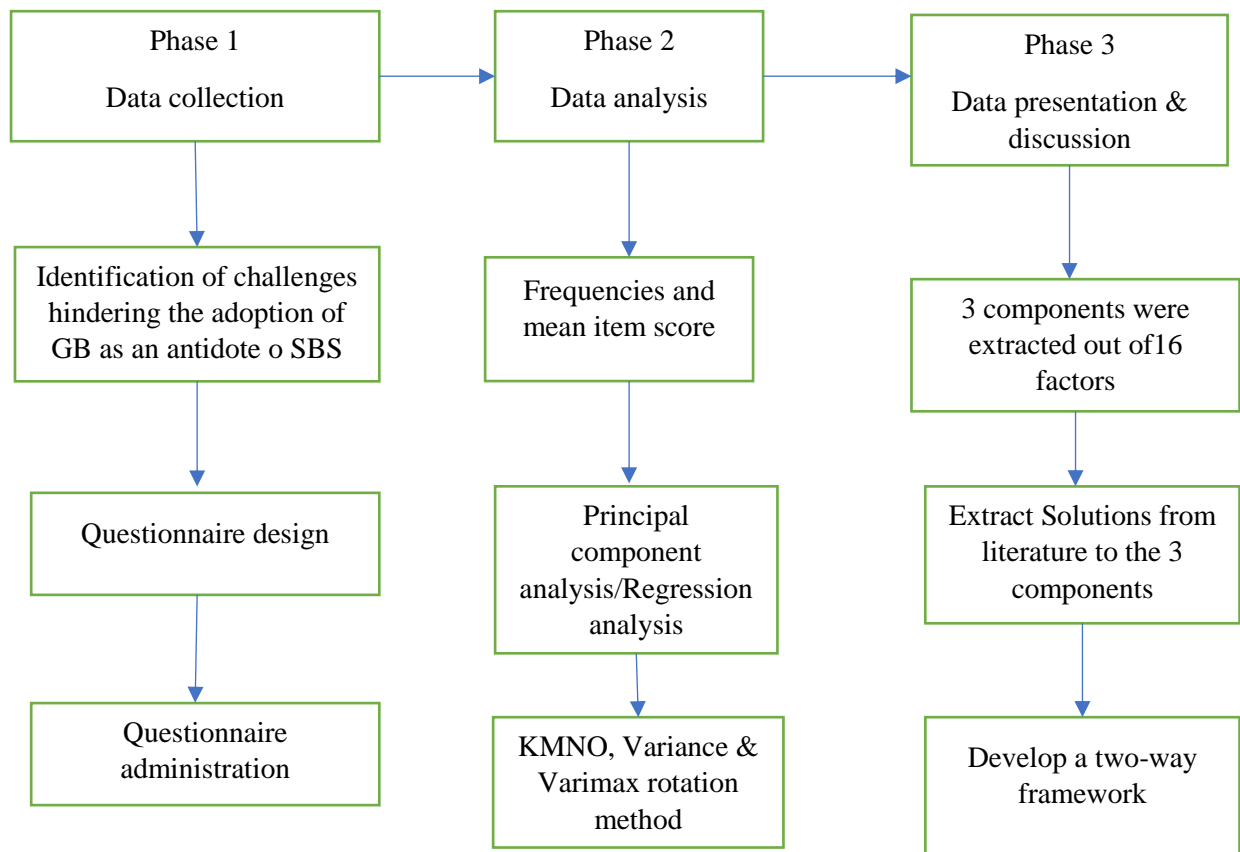 Phase 1
Data collection
Phase 2
Data analysis
Phase 3
Data presentation &
discussion
Identification of challenges
hindering the adoption of
GB as an antidote o SBS
Frequencies and
mean item score
3 components were
extracted out of16
factors
Questionnaire design
Principal
component
analysis/Regression
analysis
Extract Solutions from
literature to the 3
components
Questionnaire
administration
KMNO, Variance &
Varimax rotation
method
Develop a two-way
framework